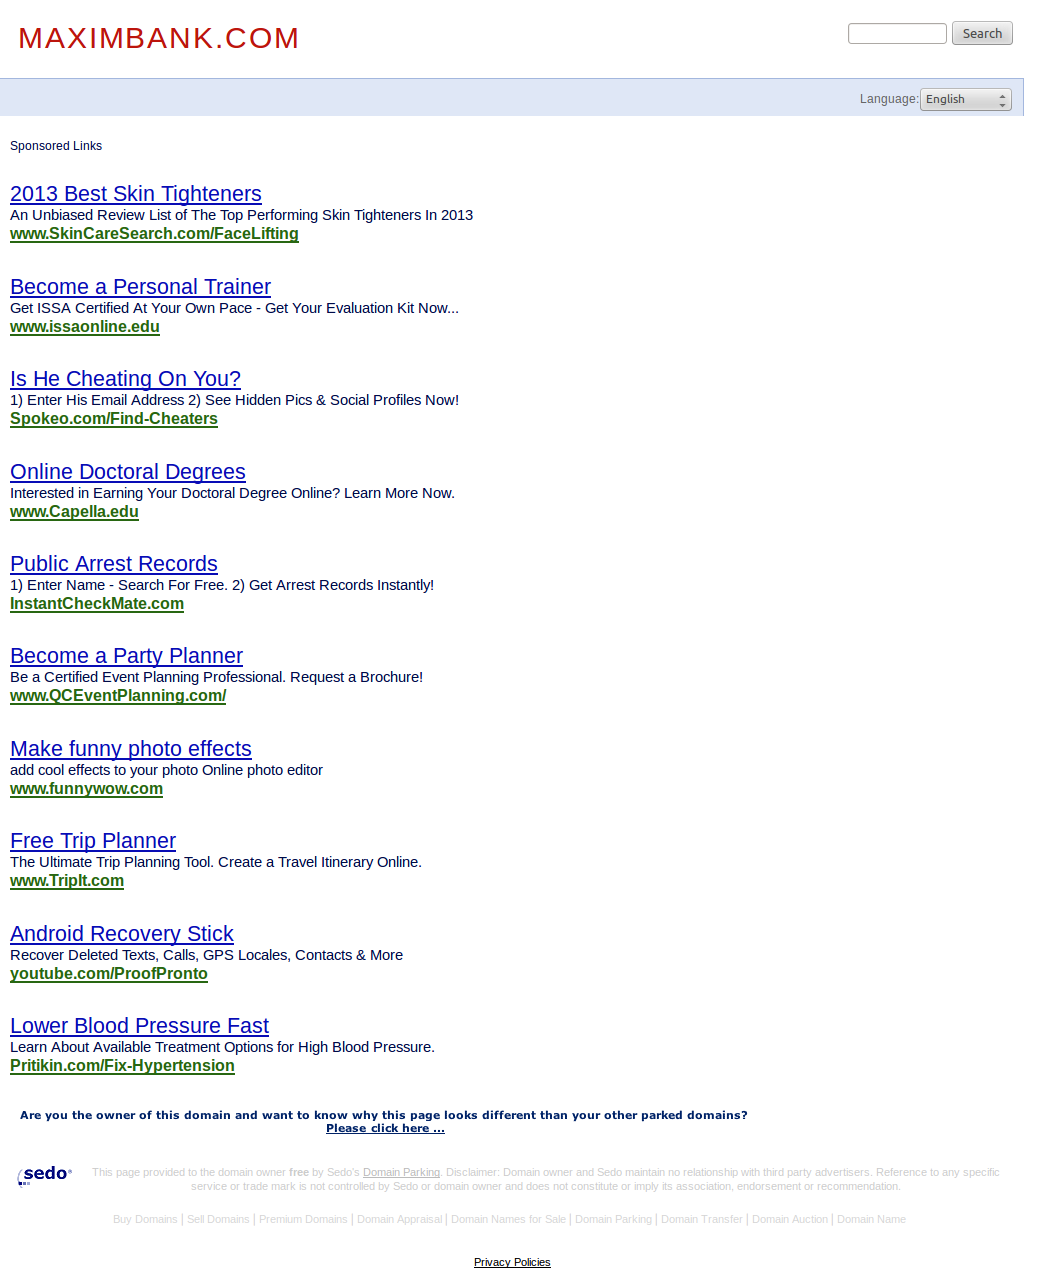 MAXIMBANK.COM
Search
Language: English
Sponsored Links
2013 Best Skin Tighteners
An Unbiased Review List of The Top Performing Skin Tighteners In 2013
www.SkinCareSearch.com/FaceLifting
Become a Personal Trainer
Get ISSA Certified At Your Own Pace - Get Your Evaluation Kit Now...
www.issaonline.edu
Is He Cheating On You?
1) Enter His Email Address 2) See Hidden Pics & Social Profiles Now!
Spokeo.com/Find-Cheaters
Online Doctoral Degrees
Interested in Earning Your Doctoral Degree Online? Learn More Now.
www.Capella.edu
Public Arrest Records
1) Enter Name - Search For Free. 2) Get Arrest Records Instantly!
InstantCheckMate.com
Become a Party Planner
Be a Certified Event Planning Professional. Request a Brochure!
www.QCEventPlanning.com/
Make funny photo effects
add cool effects to your photo Online photo editor
www.funnywow.com
Free Trip Planner
The Ultimate Trip Planning Tool. Create a Travel Itinerary Online.
www.TripIt.com
Android Recovery Stick
Recover Deleted Texts, Calls, GPS Locales, Contacts & More
youtube.com/ProofPronto
Lower Blood Pressure Fast
Learn About Available Treatment Options for High Blood Pressure.
Pritikin.com/Fix-Hypertension
Are you the owner of this domain and want to know why this page looks different than your other parked domains?
Please click here ...
sedo®
This page provided to the domain owner free by Sedo's Domain Parking. Disclaimer: Domain owner and Sedo maintain no relationship with third party advertisers. Reference to any specific
service or trade mark is not controlled by Sedo or domain owner and does not constitute or imply its association, endorsement or recommendation.
Buy Domains | Sell Domains | Premium Domains | Domain Appraisal | Domain Names for Sale | Domain Parking | Domain Transfer | Domain Auction | Domain Name
Privacy Policies